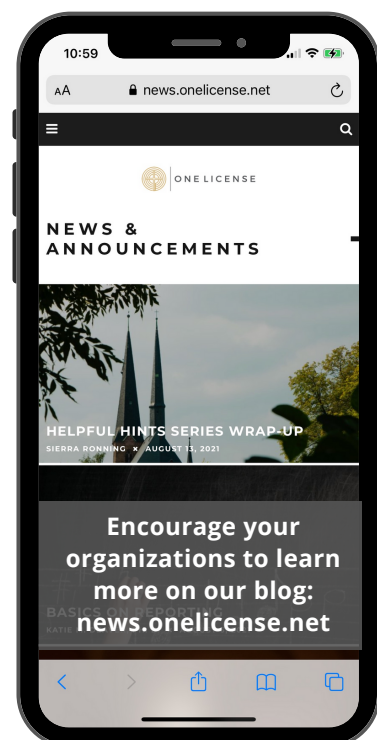 10:59
AA news.onelicense.net
ONE LICENSE
NEWS &
ANNOUNCEMENTS
HELPFUL HINTS SERIES WRAP-UP
SIERRA RONNING × AUGUST 13, 2021
Encourage your
organizations to learn
more on our blog:
BASICS ON REPORTING
KATIE
news.onelicense.net